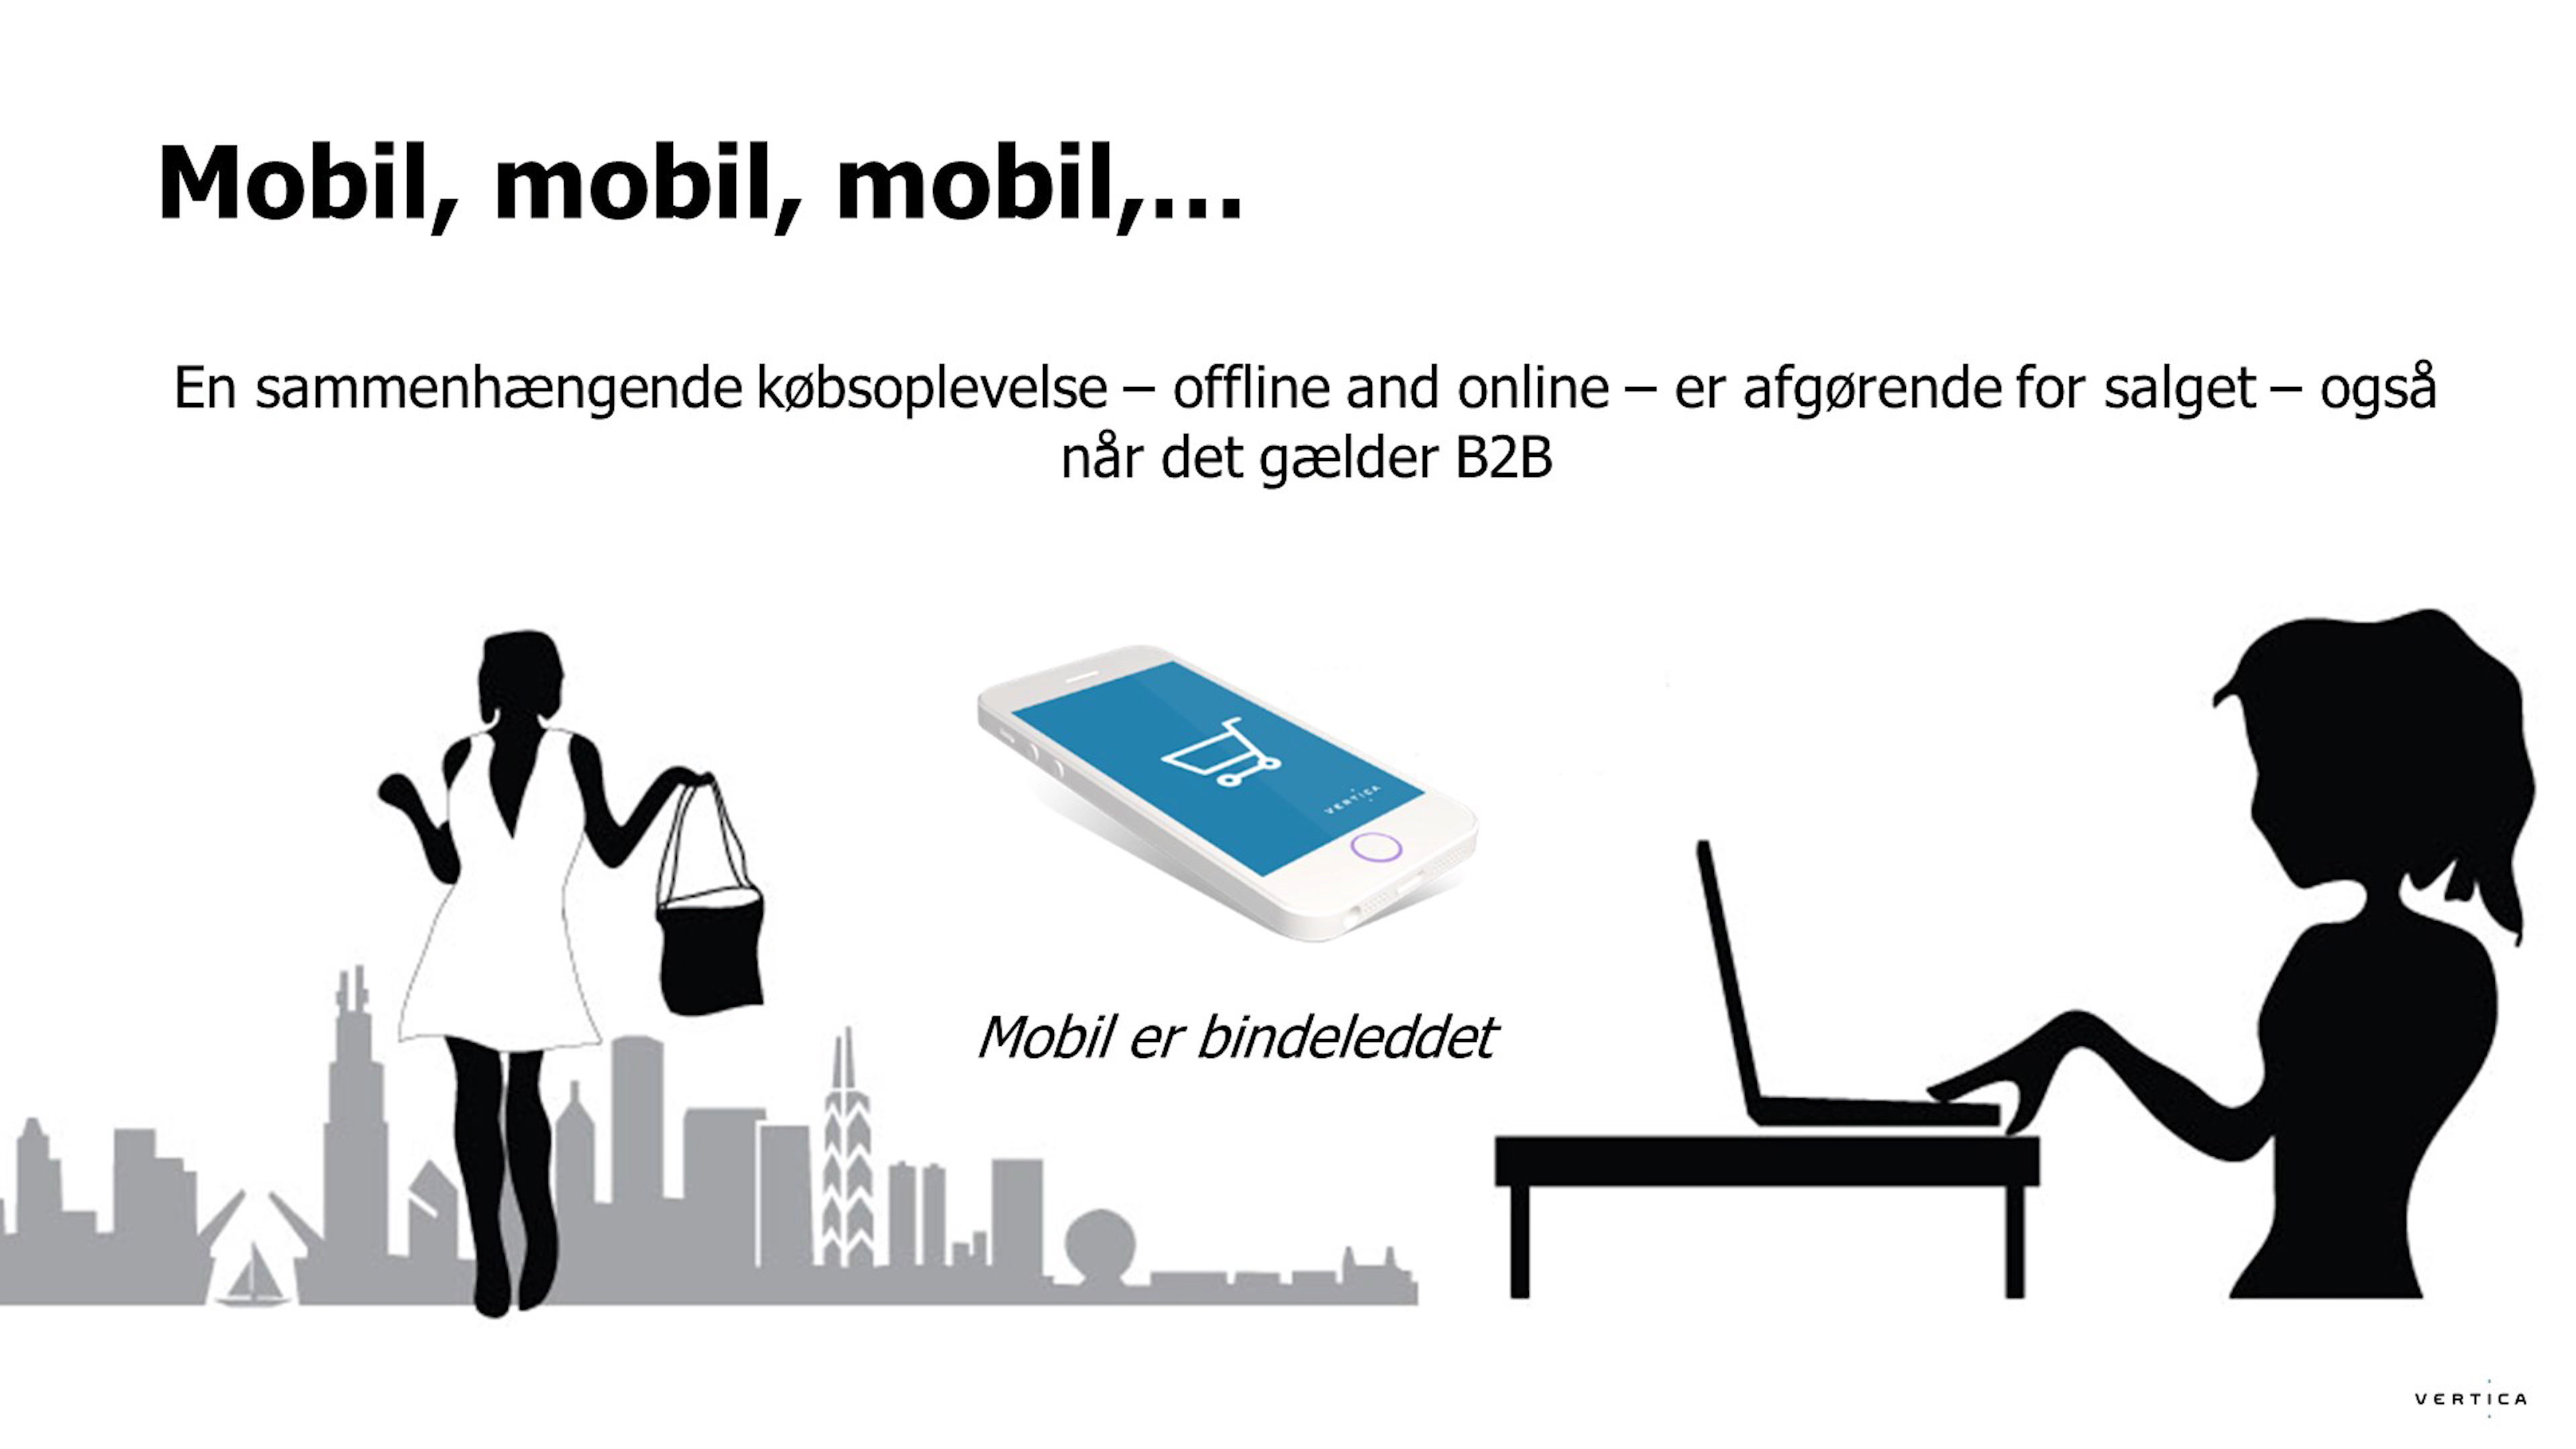 Mobil, mobil, mobil,...
En sammenhængende købsoplevelse – offline and online – er afgørende for salget – også
når det gælder B2B
VERTICA
Mobil er bindeleddet
VERTICA